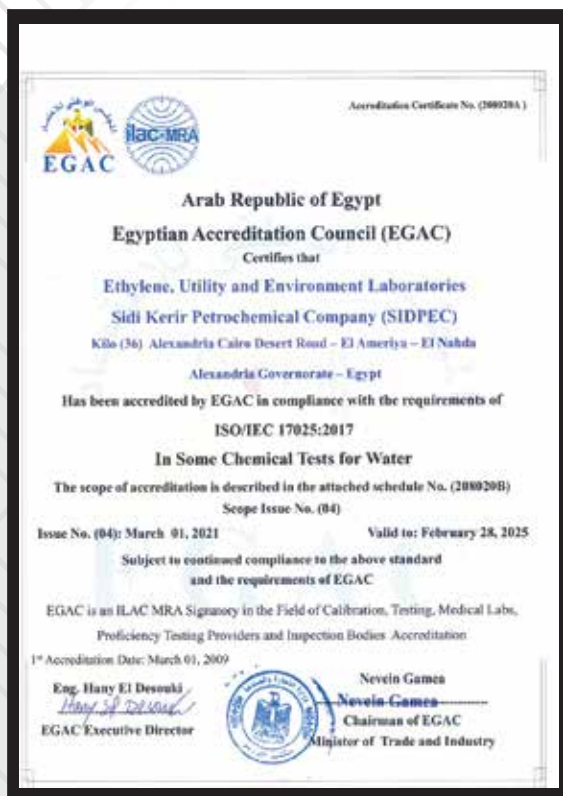 Accreditation Certificate No. (208020A )
EGAC
ilac-MRA
Arab Republic of Egypt
Egyptian Accreditation Council (EGAC)
Certifies that
Ethylene, Utility and Environment Laboratories
Sidi Kerir Petrochemical Company (SIDPEC)
Kilo (36) Alexandria Cairo Desert Road – El Ameriya – El Nahda
Alexandria Governorate – Egypt
Has been accredited by EGAC in compliance with the requirements of
ISO/IEC 17025:2017
In Some Chemical Tests for Water
The scope of accreditation is described in the attached schedule No. (208020B)
Scope Issue No. (04)
Issue No. (04): March 01, 2021
Valid to: February 28, 2025
Subject to continued compliance to the above standard
and the requirements of EGAC
EGAC is an ILAC MRA Signatory in the Field of Calibration, Testing, Medical Labs,
Proficiency Testing Providers and Inspection Bodies Accreditation
1st Accreditation Date: March 01, 2009
Eng. Hany El Desouki
EGAC Executive Director
Nevein Gamea
Nevein Gamea
Chairman of EGAC
Minister of Trade and Industry